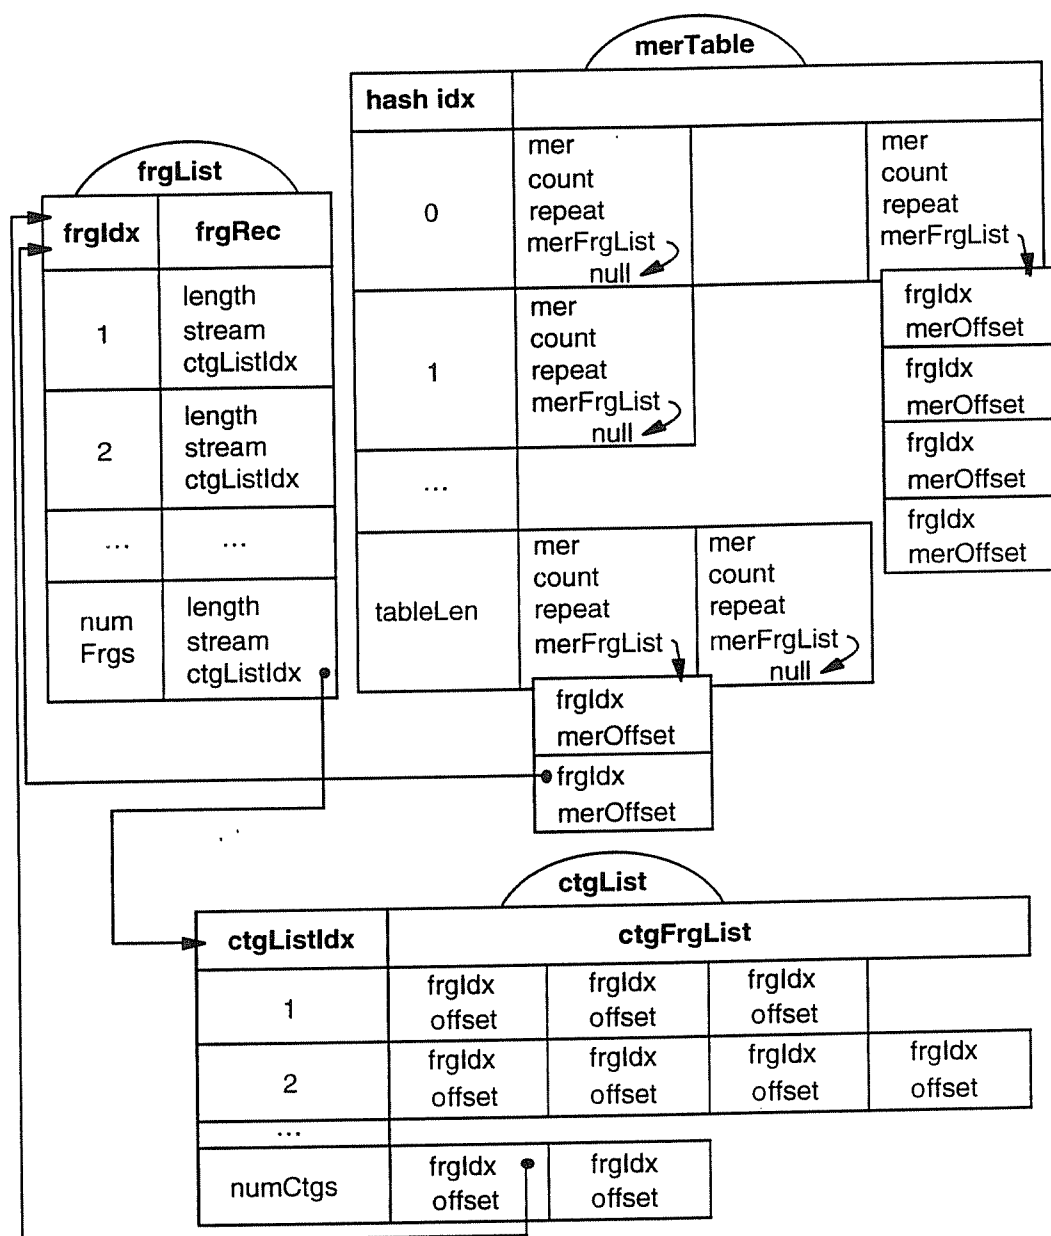 merTable
hash idx
0
mer
count
repeat
merFrgList
null
mer
count
repeat
merFrgList
frgIdx
merOffset
frgIdx
merOffset
frgIdx
merOffset
frgIdx
merOffset
1
mer
count
repeat
merFrgList
null
...
tableLen
mer
count
repeat
merFrgList
mer
count
repeat
merFrgList
null
frgIdx
merOffset
frgIdx
merOffset
frgList
frgIdx frgRec
1
length
stream
ctgListIdx
2
length
stream
ctgListIdx
... ...
num
Frgs
length
stream
ctgListIdx
ctgList
ctgListIdx ctgFrgList
1
frgIdx frgIdx frgIdx
offset offset offset
2
frgIdx frgIdx frgIdx frgIdx
offset offset offset offset
...
numCtgs
frgIdx frgIdx
offset offset